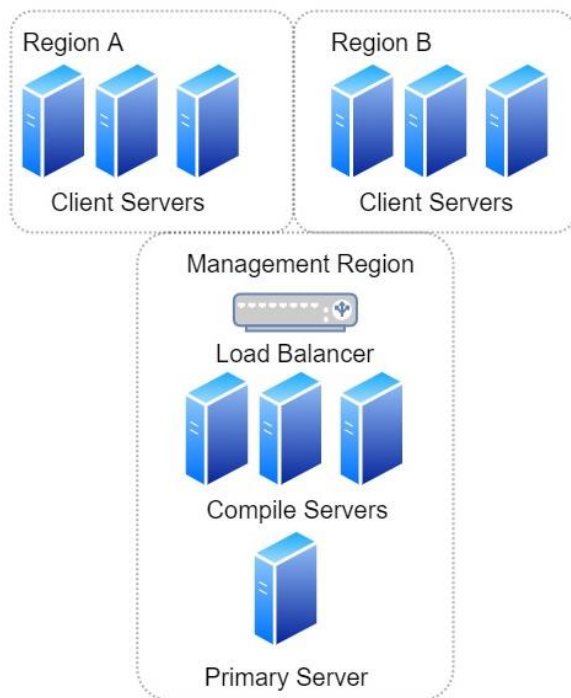 Region A
Region B
Client Servers
Client Servers
Management Region
Load Balancer
Compile Servers
Primary Server